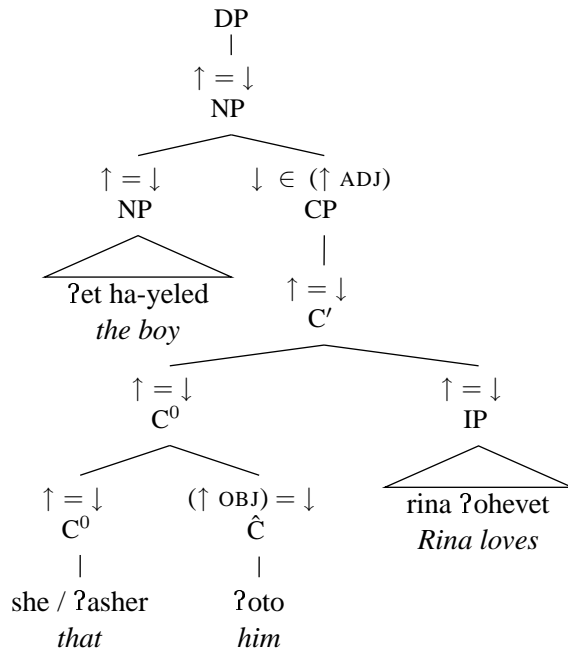 DP
↑ = ↓
NP
↑ = ↓ ↓ ∈ (↑ ADJ)
NP CP
ʔet ha-yeled
the boy
↑ = ↓
C′
↑ = ↓ ↑ = ↓
C⁰ IP
↑ = ↓ (↑ OBJ) = ↓ rina ʔohevet
C⁰ Ĉ Rina loves
she / ʔasher ʔoto
that him